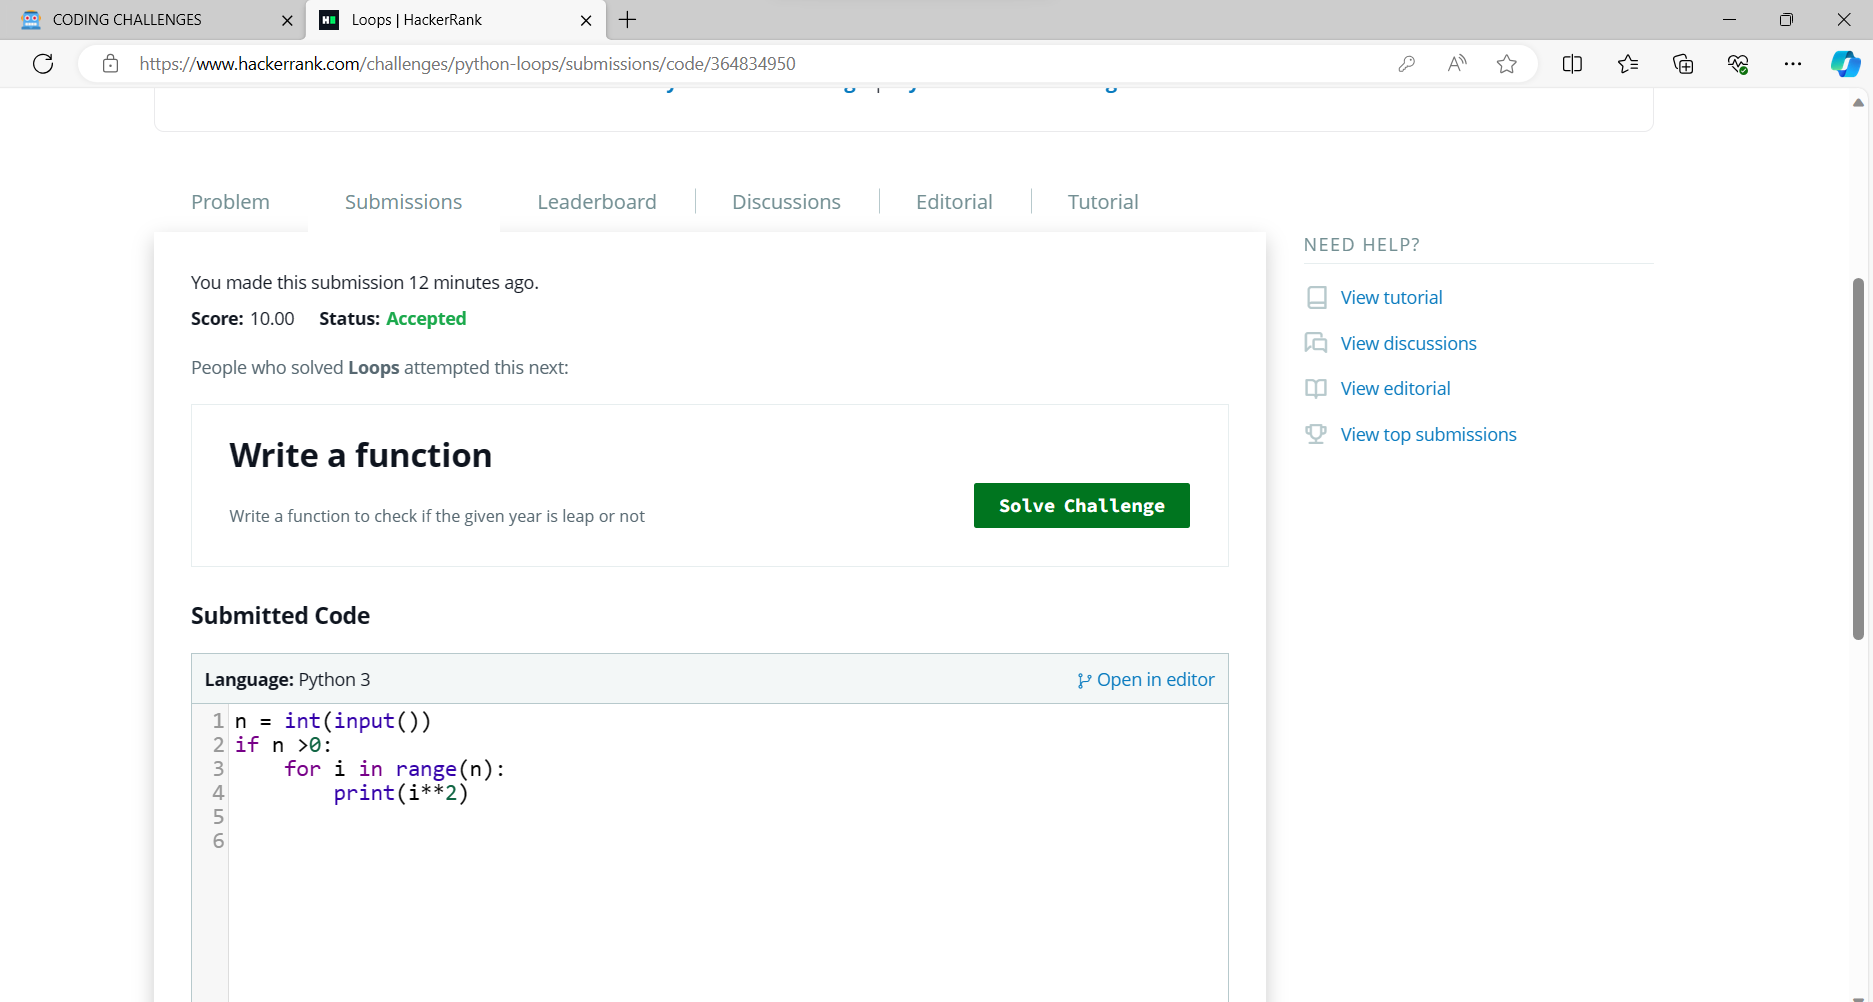 CODING CHALLENGES
Loops | HackerRank
https://www.hackerrank.com/challenges/python-loops/submissions/code/364834950
Problem
Submissions
Leaderboard
Discussions
Editorial
Tutorial
NEED HELP?
View tutorial
View discussions
View editorial
View top submissions
You made this submission 12 minutes ago.
Score: 10.00 Status: Accepted
People who solved Loops attempted this next:
Write a function
Write a function to check if the given year is leap or not
Solve Challenge
Submitted Code
Language: Python 3
Open in editor
1 n = int(input())
2 if n >0:
3     for i in range(n):
4         print(i**2)
5
6